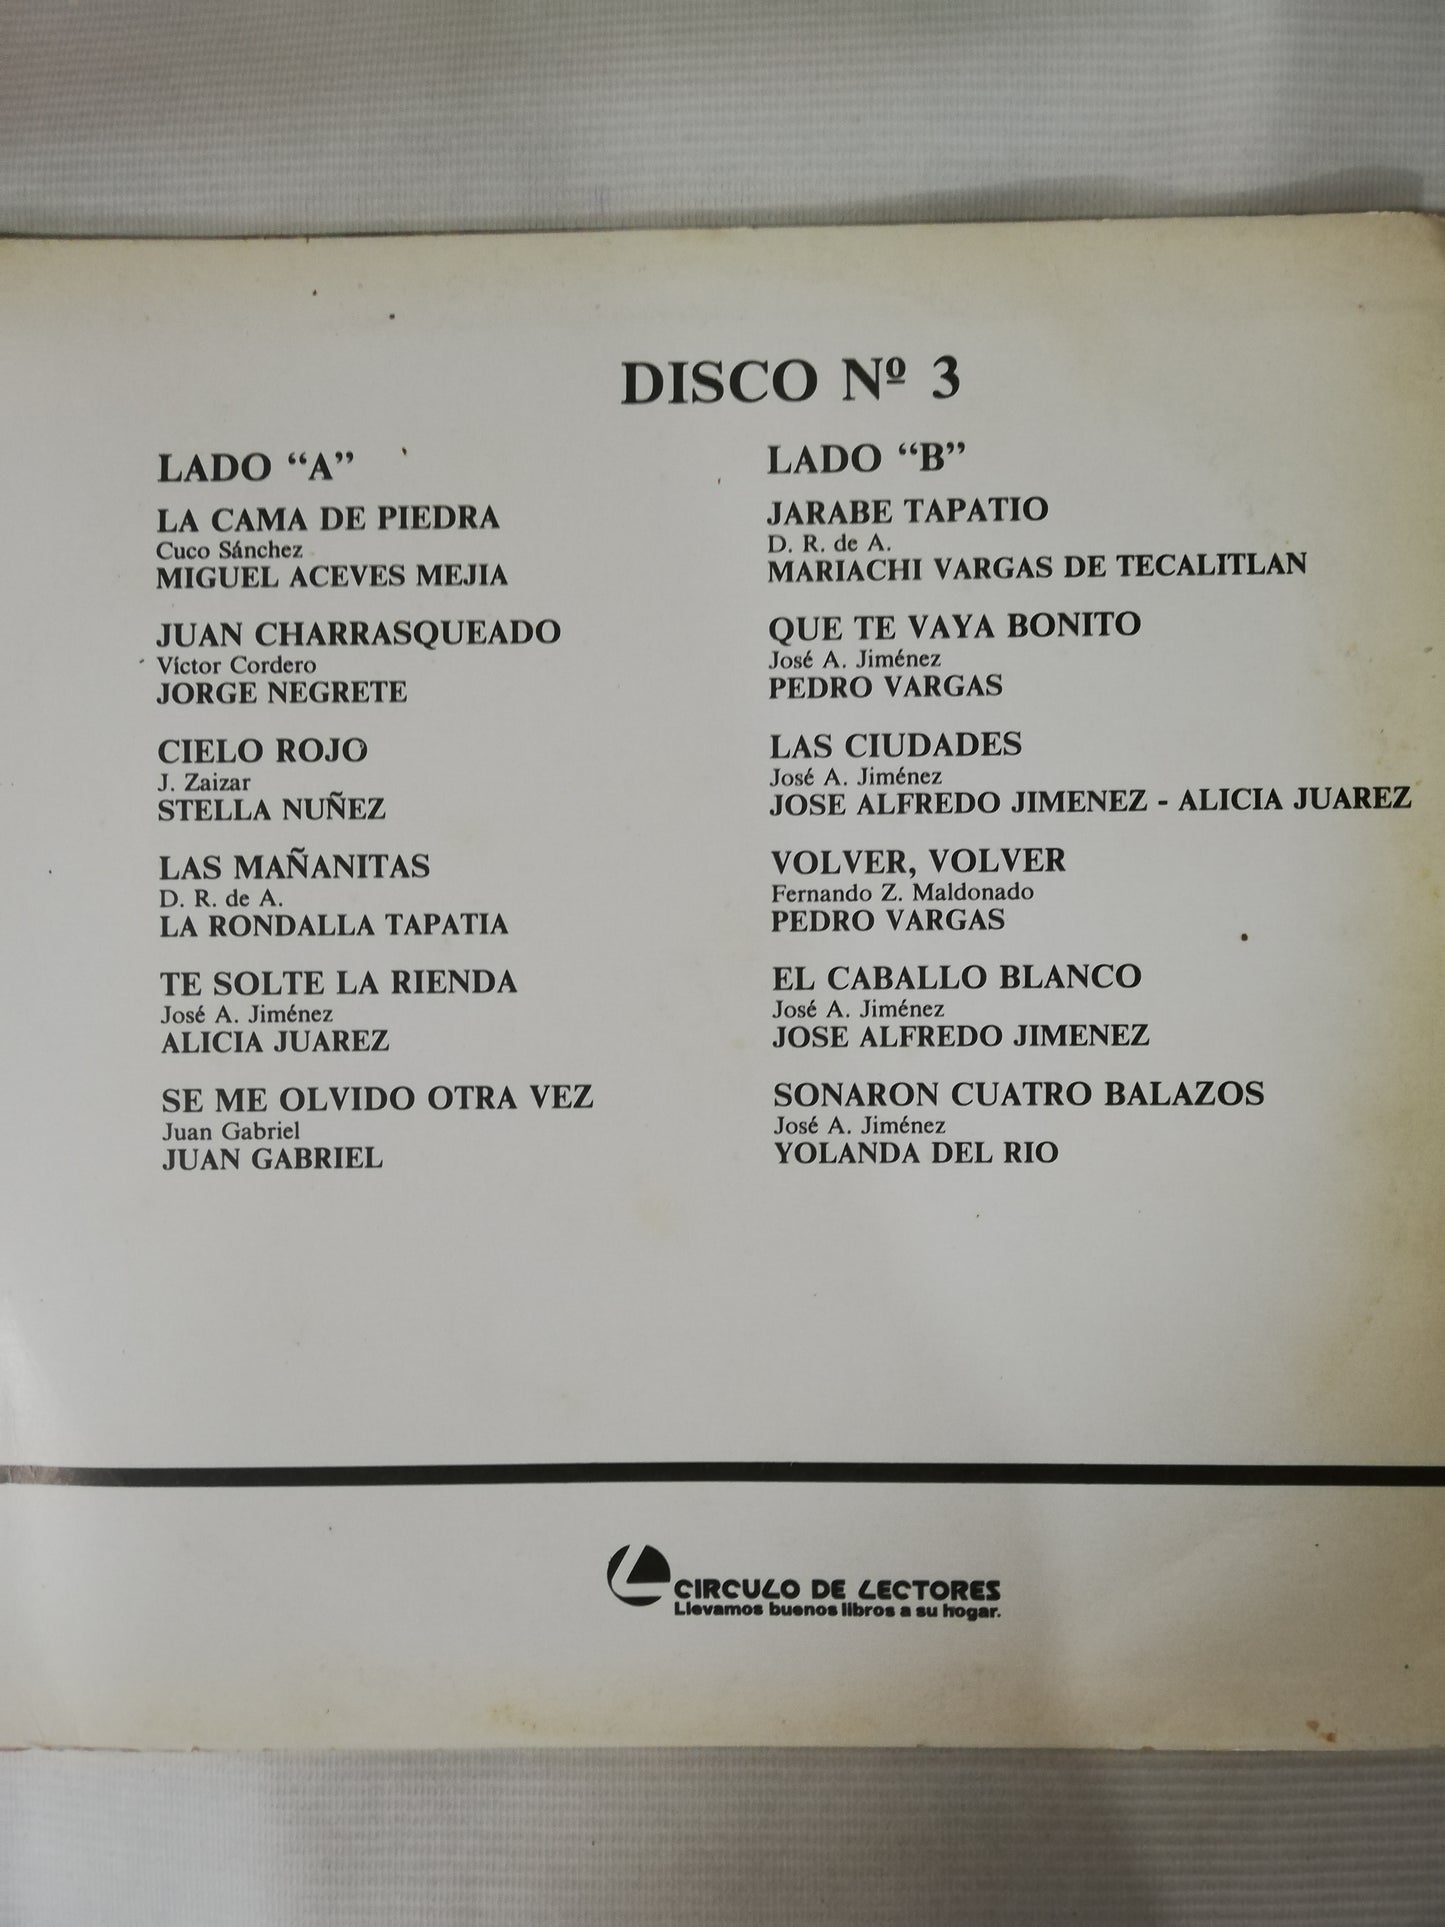 DISCO Nº 3
LADO “A”
LA CAMA DE PIEDRA
Cuco Sánchez
MIGUEL ACEVES MEJIA
JUAN CHARRASQUEADO
Víctor Cordero
JORGE NEGRETE
CIELO ROJO
J. Zaizar
STELLA NUÑEZ
LAS MAÑANITAS
D. R. de A.
LA RONDALLA TAPATIA
TE SOLTE LA RIENDA
José A. Jiménez
ALICIA JUAREZ
SE ME OLVIDO OTRA VEZ
Juan Gabriel
JUAN GABRIEL
LADO “B”
JARABE TAPATIO
D. R. de A.
MARIACHI VARGAS DE TECALITLAN
QUE TE VAYA BONITO
José A. Jiménez
PEDRO VARGAS
LAS CIUDADES
José A. Jiménez
JOSE ALFREDO JIMENEZ - ALICIA JUAREZ
VOLVER, VOLVER
Fernando Z. Maldonado
PEDRO VARGAS
EL CABALLO BLANCO
José A. Jiménez
JOSE ALFREDO JIMENEZ
SONARON CUATRO BALAZOS
José A. Jiménez
YOLANDA DEL RIO
CIRCULO DE LECTORES
Llevamos buenos libros a su hogar.